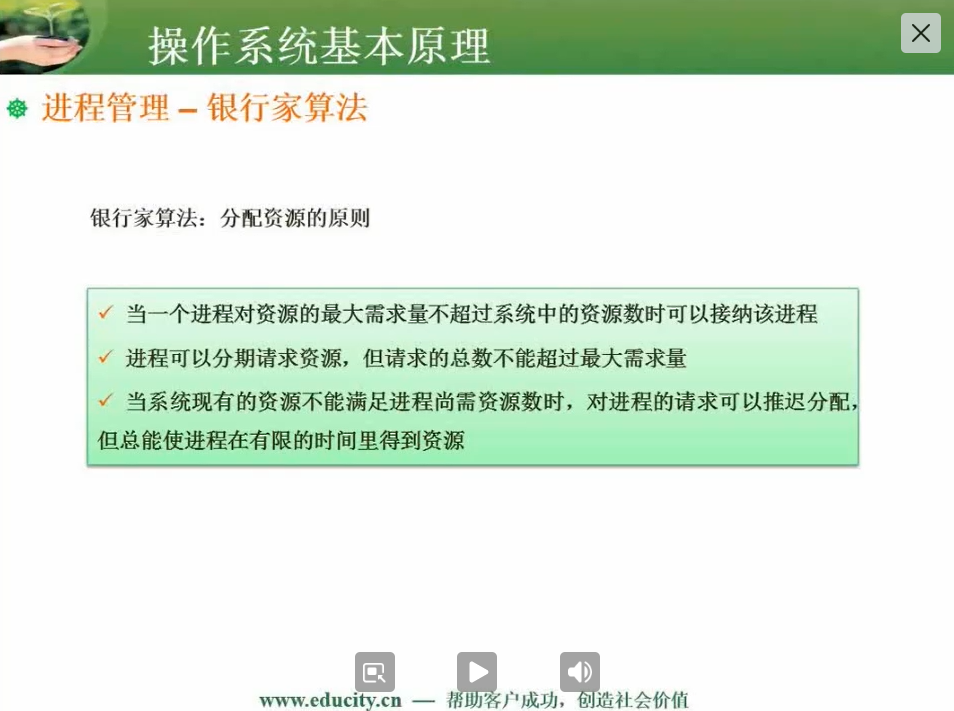 操作系统基本原理
进程管理 – 银行家算法
银行家算法：分配资源的原则
✓ 当一个进程对资源的最大需求量不超过系统中的资源数时可以接纳该进程
✓ 进程可以分期请求资源，但请求的总数不能超过最大需求量
✓ 当系统现有的资源不能满足进程尚需资源数时，对进程的请求可以推迟分配，
但总能使进程在有限的时间里得到资源
www.educity.cn — 帮助客户成功，创造社会价值